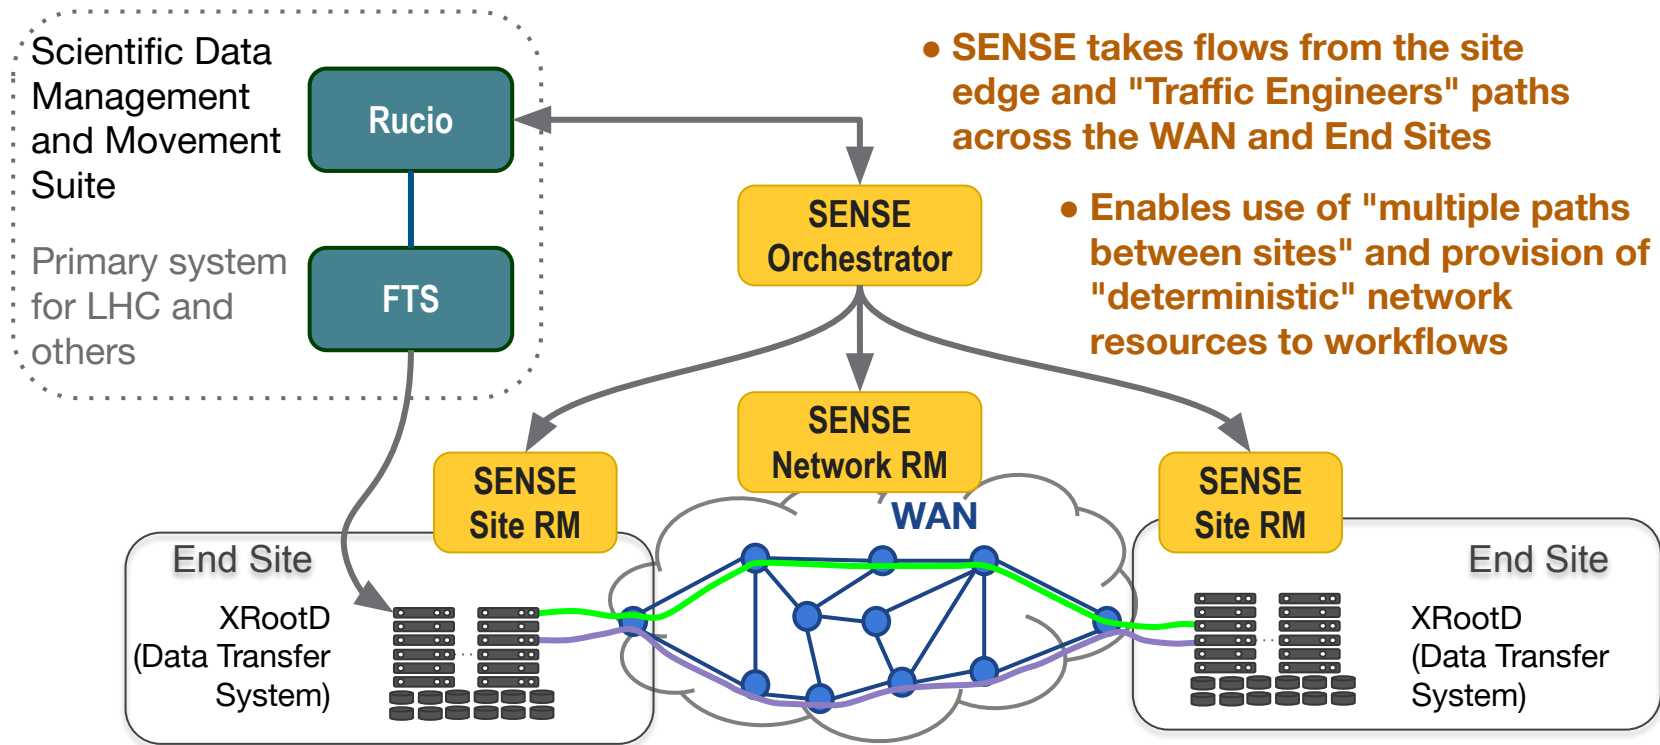 Scientific Data
Management
and Movement
Suite
Primary system
for LHC and
others
Rucio
FTS
● SENSE takes flows from the site
edge and "Traffic Engineers" paths
across the WAN and End Sites
● Enables use of "multiple paths
between sites" and provision of
"deterministic" network
resources to workflows
SENSE
Orchestrator
SENSE
Network RM
SENSE
Site RM
SENSE
Site RM
WAN
End Site
XRootD
(Data Transfer
System)
End Site
XRootD
(Data Transfer
System)